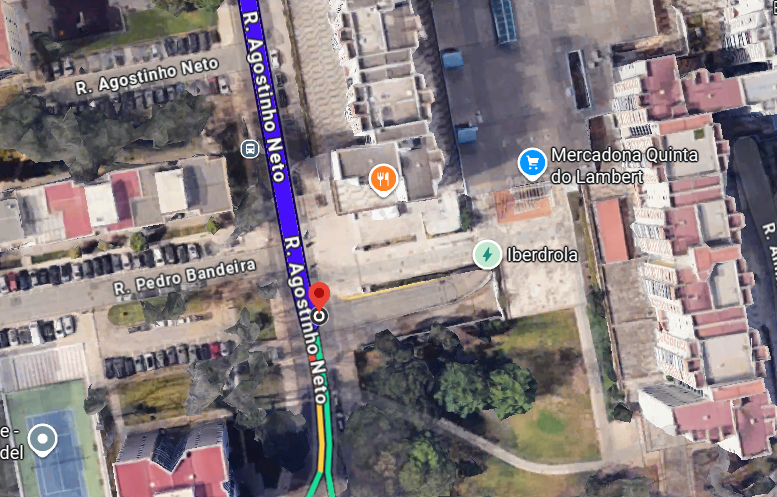 R. Agostinho Neto
R. Agostinho Neto
Mercadona Quinta
do Lambert
R. Agostinho Neto
Iberdrola
R. Pedro Bandeira